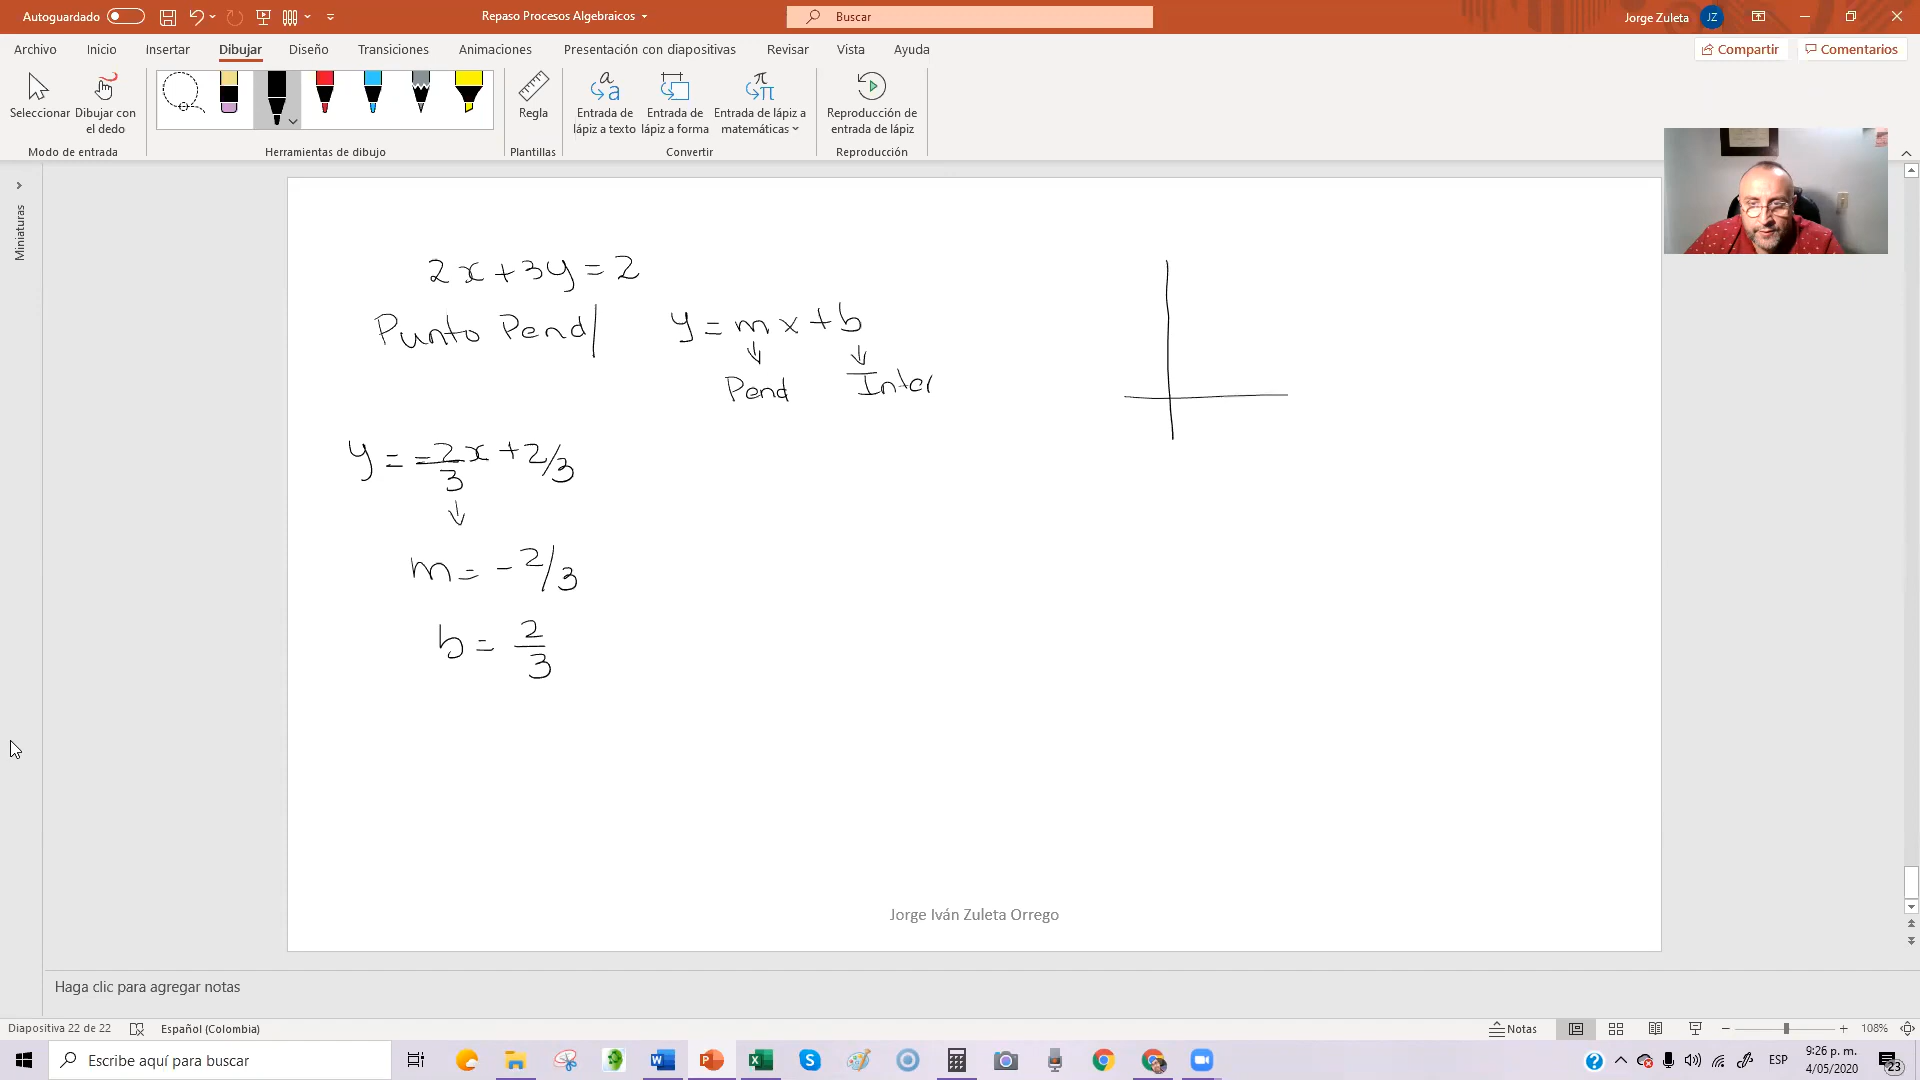 Autoguardado
Repaso Procesos Algebraicos
Buscar
Jorge Zuleta
JZ
Archivo Inicio Insertar Dibujar Diseño Transiciones Animaciones Presentación con diapositivas Revisar Vista Ayuda
Compartir Comentarios
Seleccionar
Dibujar con el dedo
Regla
Entrada de lápiz a texto
Entrada de lápiz a forma
Entrada de lápiz a matemáticas
Reproducción de entrada de lápiz
Modo de entrada Herramientas de dibujo Plantillas Convertir Reproducción
Miniaturas
2x+3y=2
Punto Pend/
y = mx+b
Pend Inter
y = -2/3 x + 2/3
m = -2/3
b = 2/3
Jorge Iván Zuleta Orrego
Haga clic para agregar notas
Diapositiva 22 de 22 Español (Colombia) Notas 108%
Escribe aquí para buscar
ESP
9:26 p. m.
4/05/2020
23